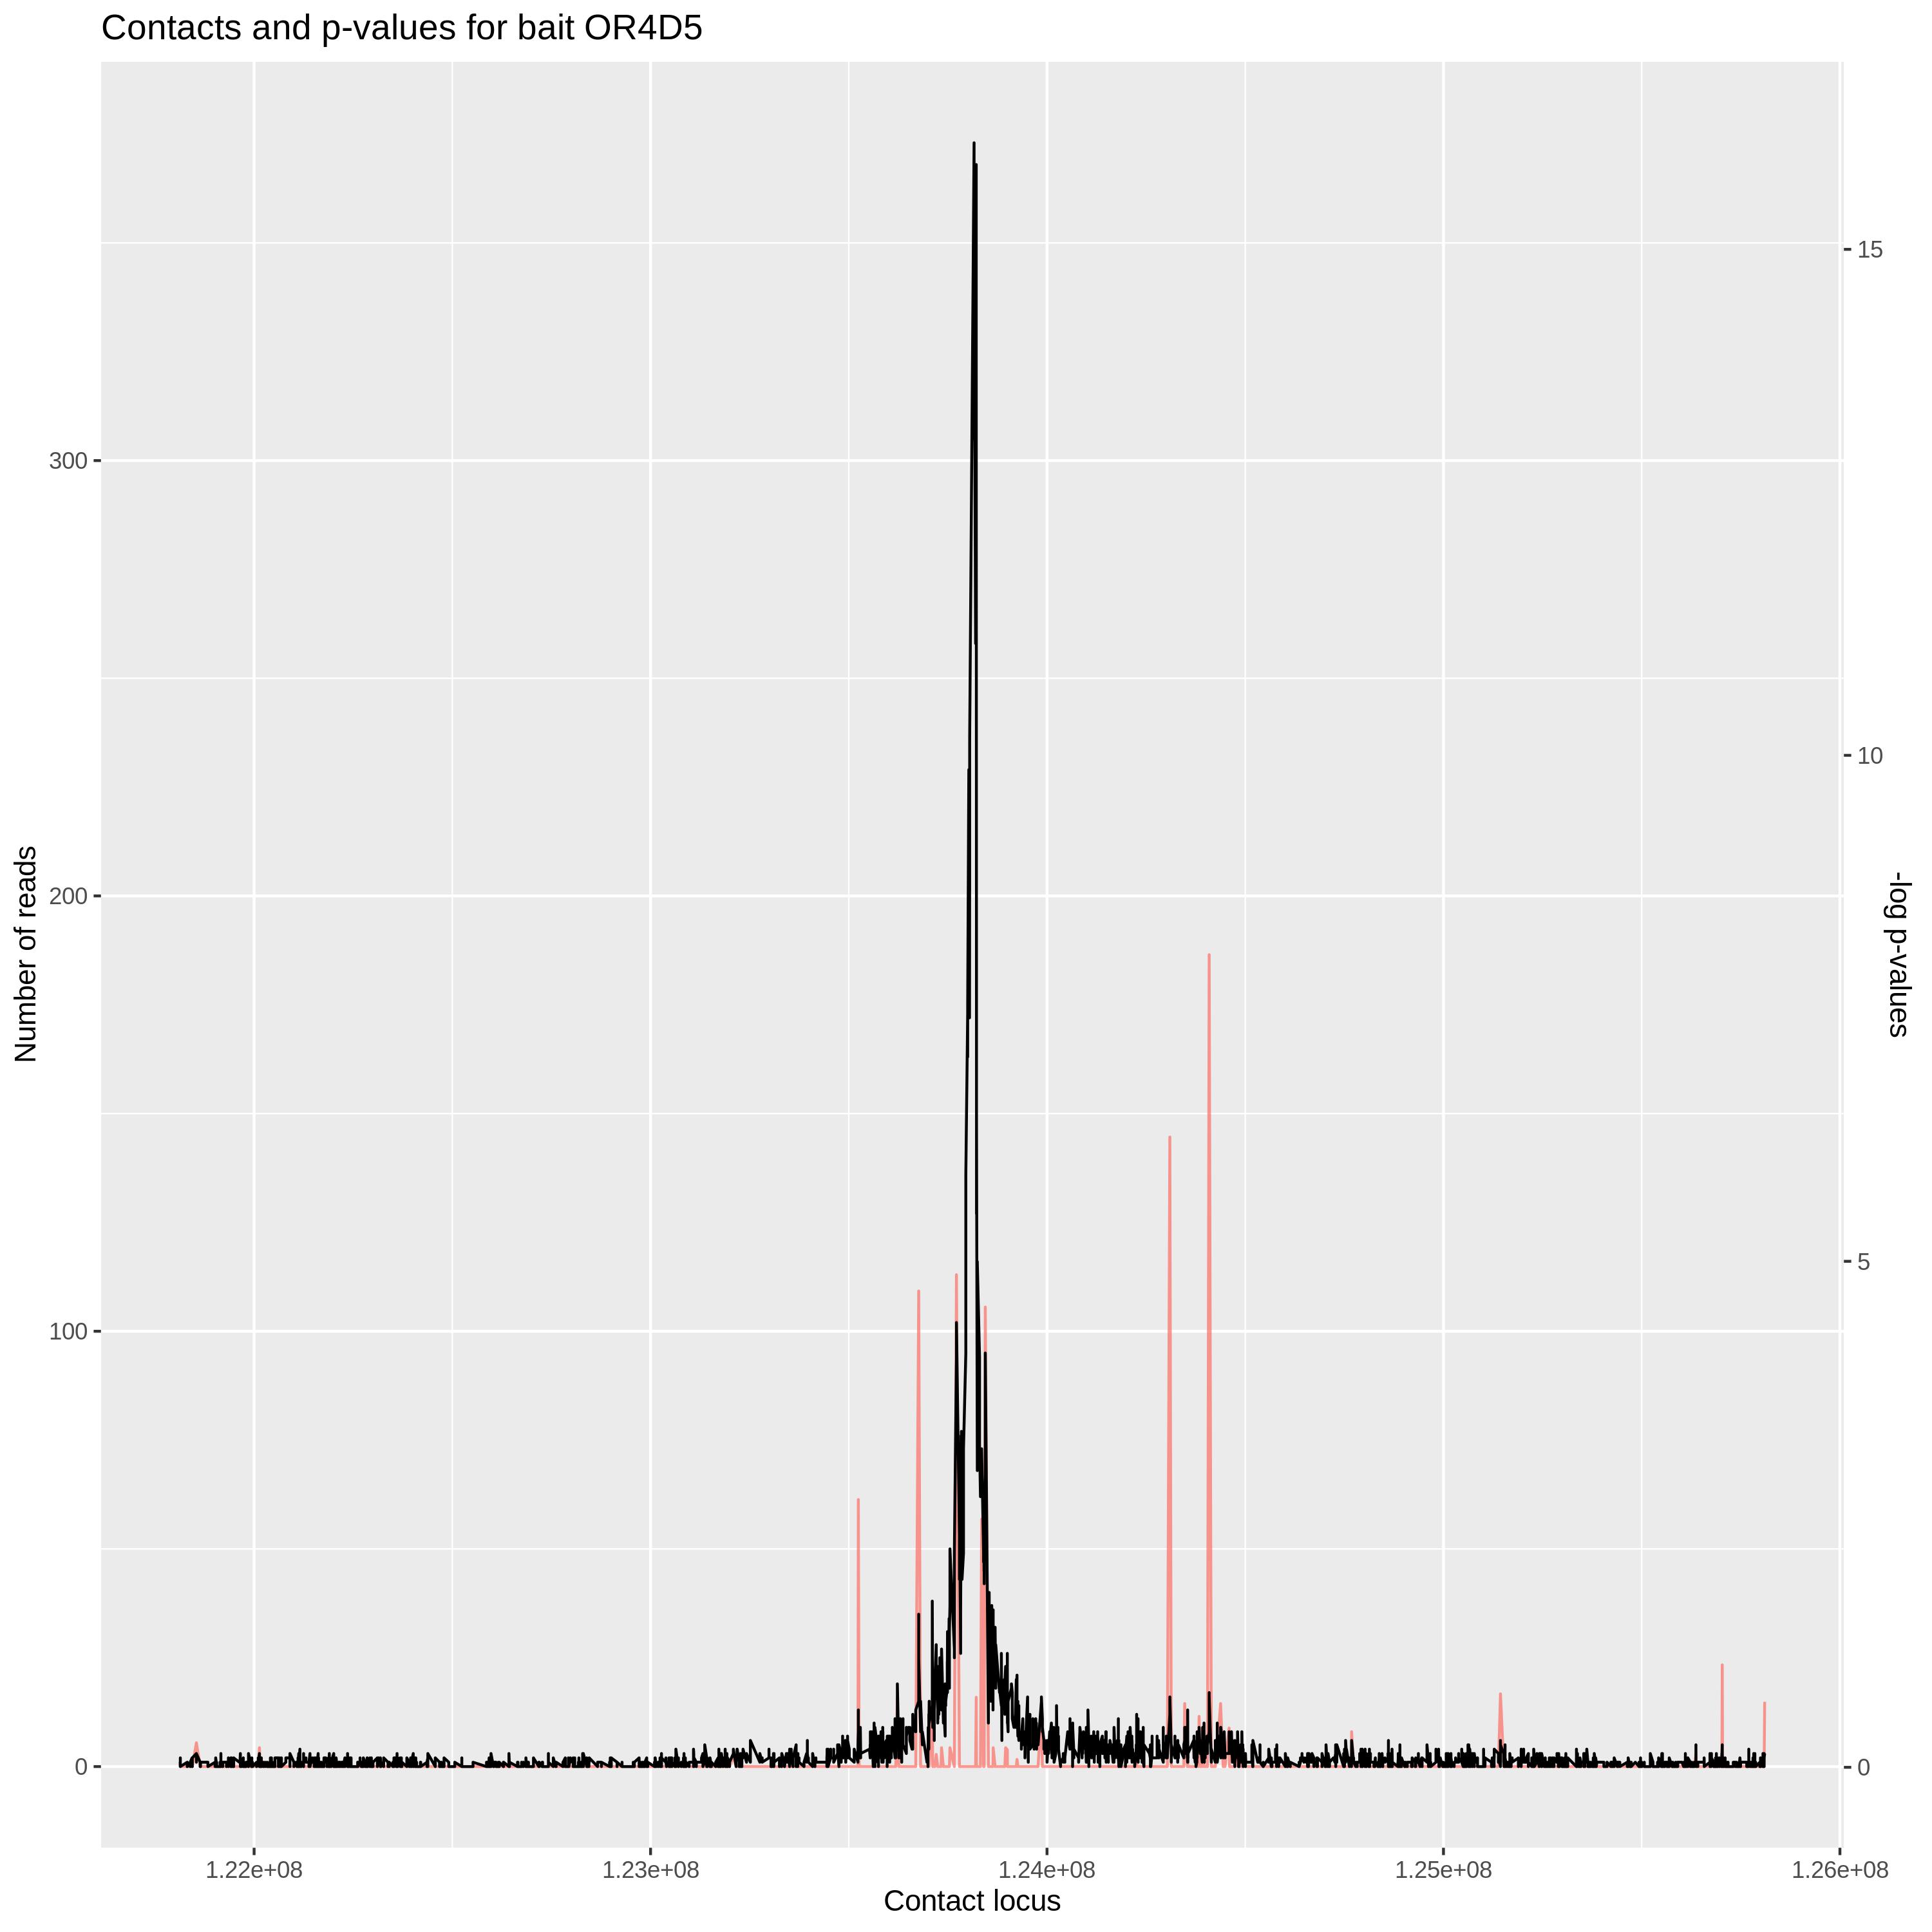 Contacts and p-values for bait OR4D5
Number of reads
300
200
100
0
15
10
5
0
-log p-values
1.22e+08 1.23e+08 1.24e+08 1.25e+08 1.26e+08
Contact locus